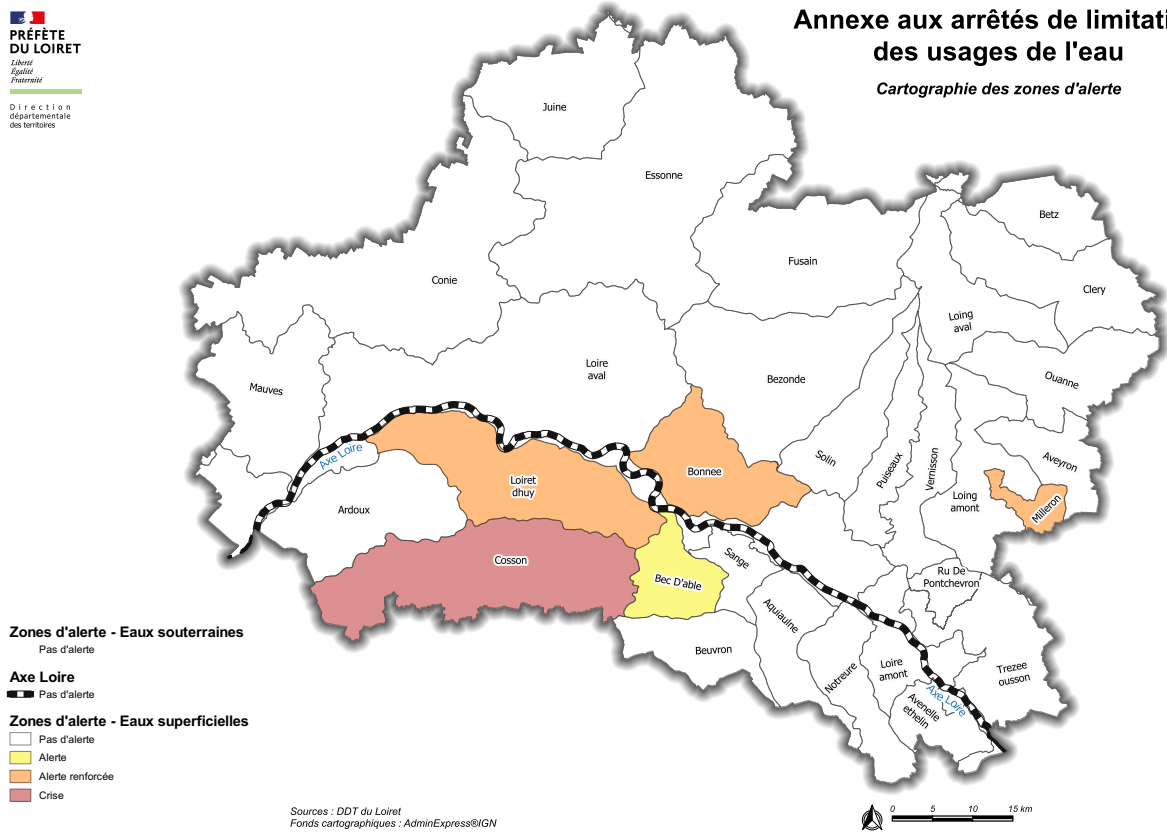 PRÉFÈTE
DU LOIRET
Liberté
Égalité
Fraternité
Direction
départementale
des territoires
Annexe aux arrêtés de limitati
des usages de l'eau
Cartographie des zones d'alerte
Juine
Essonne
Betz
Fusain
Conie
Clery
Loing
aval
Loire
aval
Mauves
Bezonde
Ouanne
Axe Loire
Solin
Puiseaux
Vernisson
Aveyron
Bonnee
Loiret
dhuy
Loing
amont
Milleron
Ardoux
Cosson
Sange
Bec D'able
Ru De
Pontchevron
Aquiaulne
Beuvron
Notreure
Loire
amont
Trezee
ousson
Axe Loire
Avenelle
ethelin
Zones d'alerte - Eaux souterraines
Pas d'alerte
Axe Loire
Pas d'alerte
Zones d'alerte - Eaux superficielles
Pas d'alerte
Alerte
Alerte renforcée
Crise
Sources : DDT du Loiret
Fonds cartographiques : AdminExpress®IGN
0 5 10 15 km